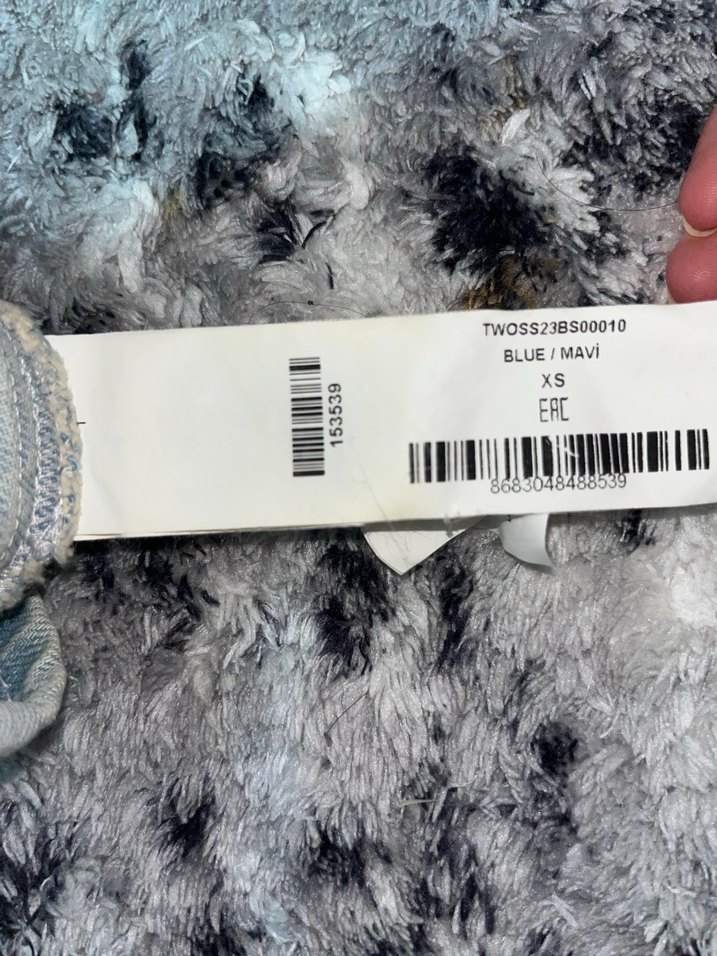 153539
TWOSS23BS00010
BLUE / MAVİ
XS
EAC
8683048488539